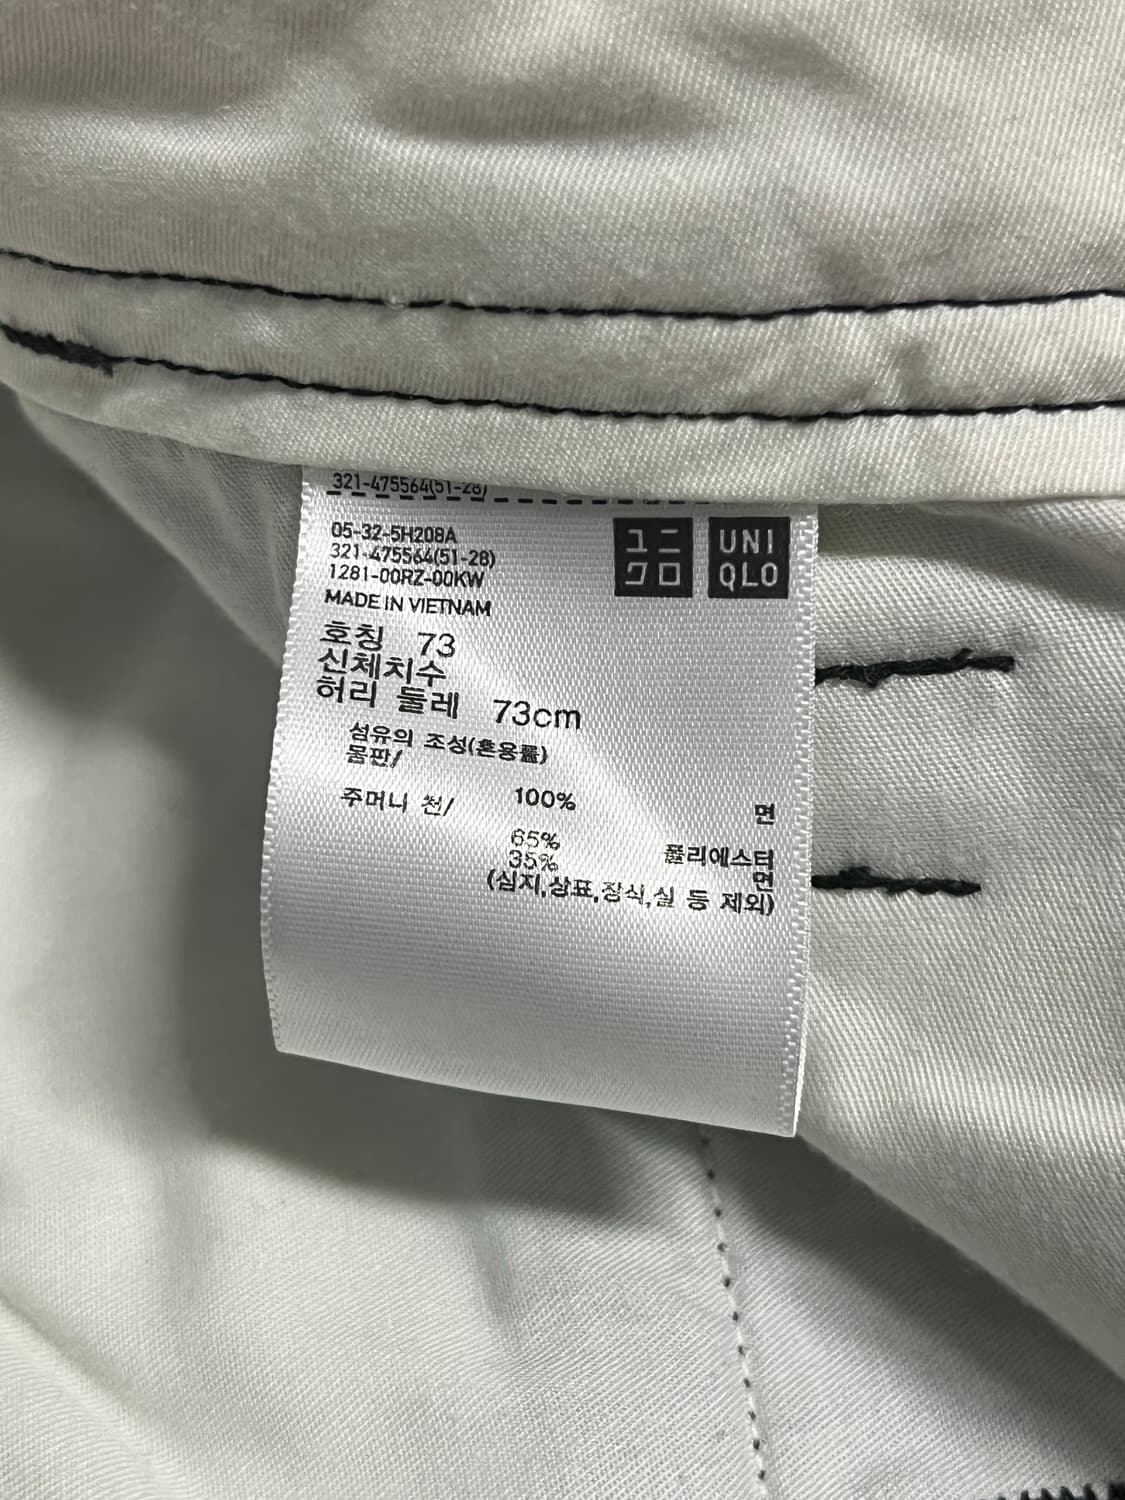 321-475564(51-28)
05-32-5H208A
321-475564(51-28)
1281-00RZ-00KW
MADE IN VIETNAM
ユニ
クロ
UNI
QLO
호칭 73
신체치수
허리 둘레 73cm
섬유의 조성(혼용률)
몸판/
100% 면
주머니 천/
65% 폴리에스터
35% 면
(심지,상표,장식,실 등 제외)